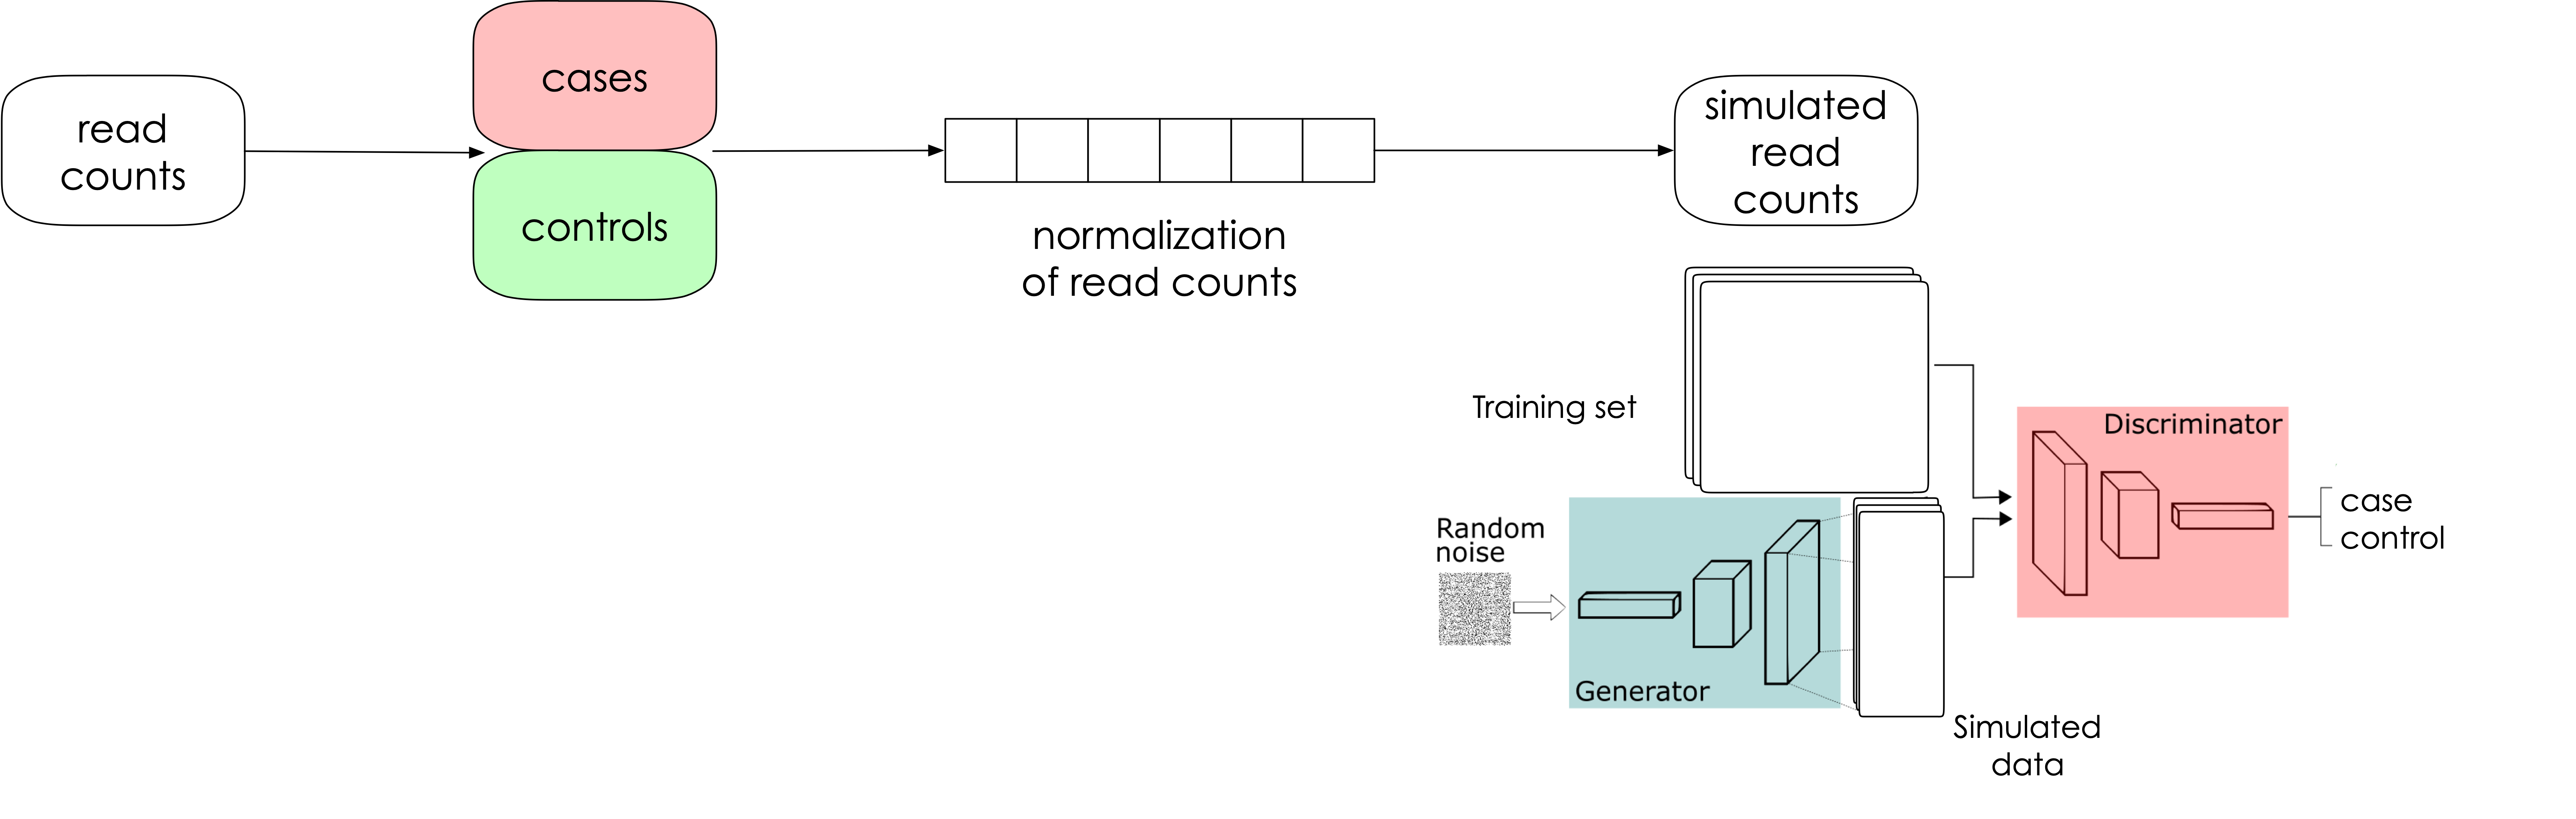 read
counts
cases
controls
normalization
of read counts
simulated
read
counts
Training set
Discriminator
case
control
Random
noise
Generator
Simulated
data